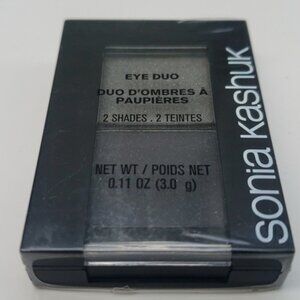 EYE DUO
DUO D'OMBRES À
PAUPIÈRES
2 SHADES . 2 TEINTES
NET WT / POIDS NET
0.11 OZ (3.0 g)
sonia kashuk